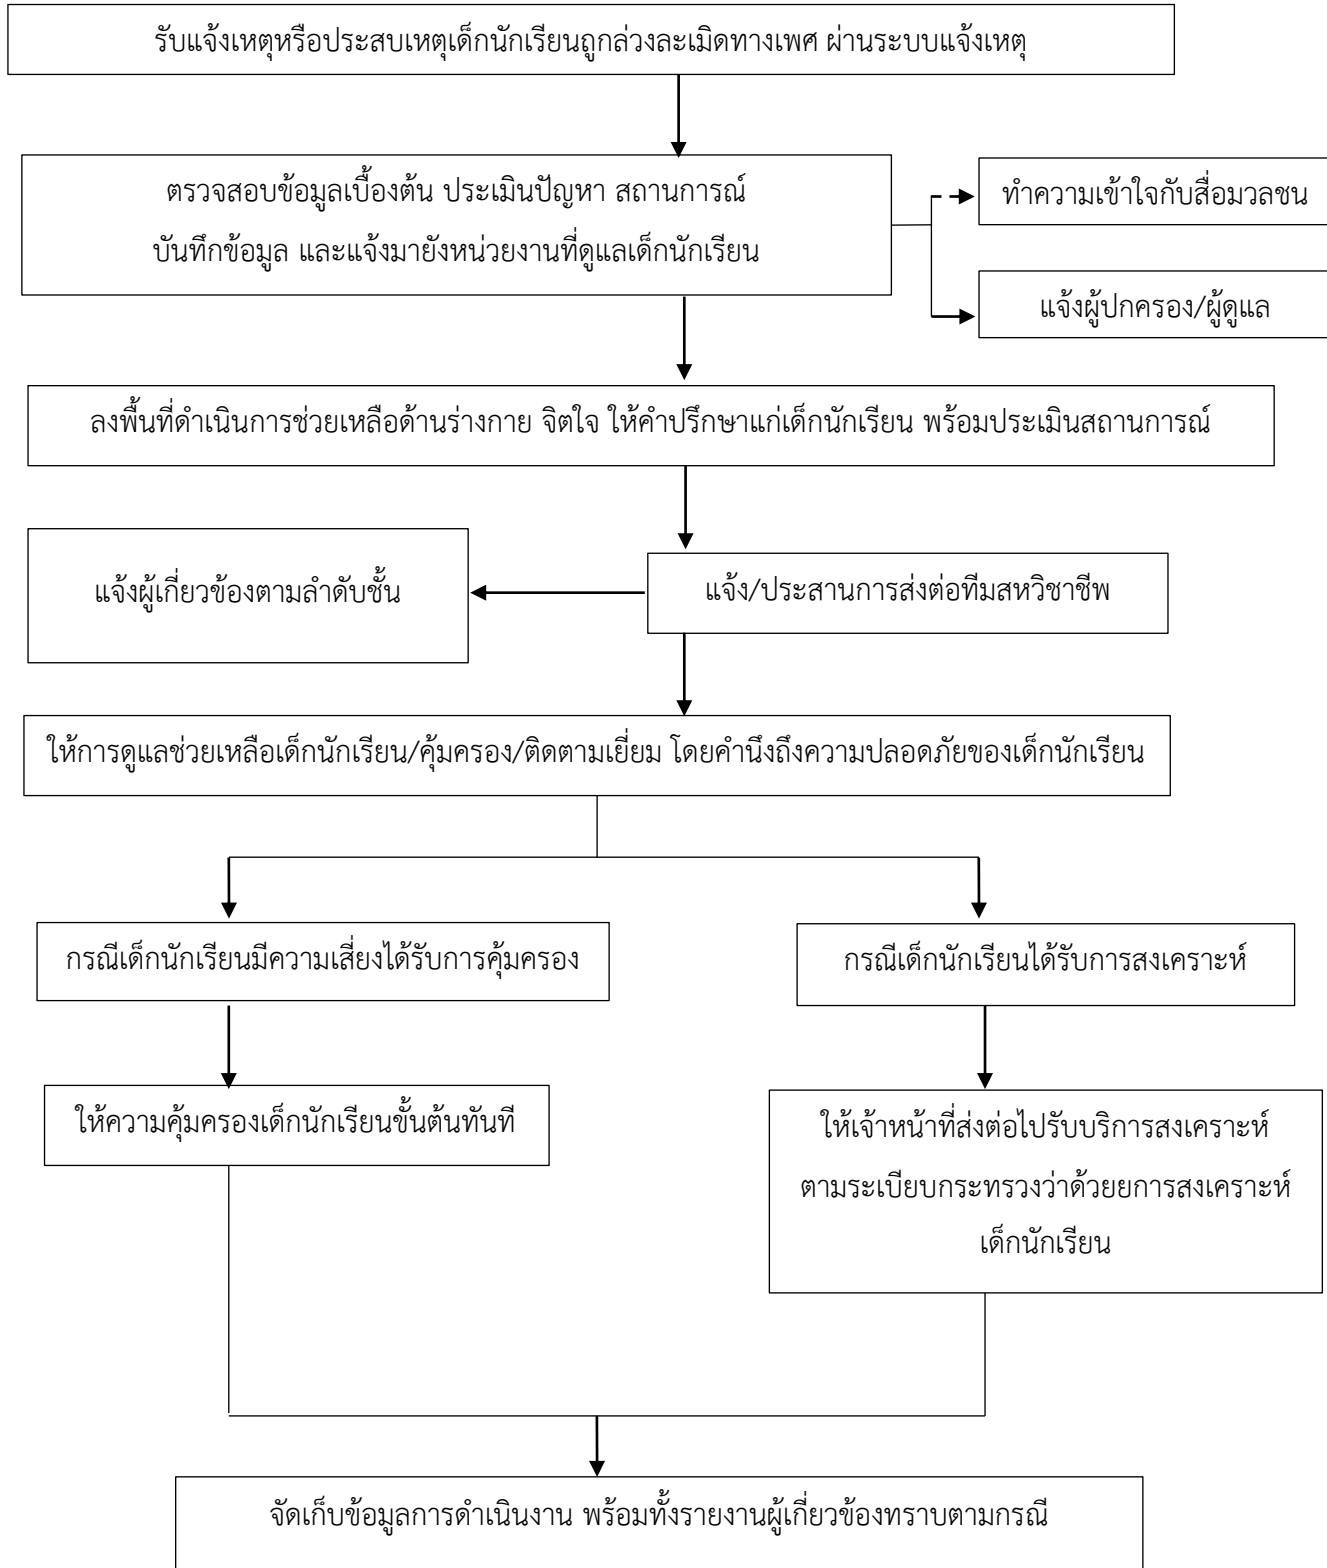 รับแจ้งเหตุหรือประสบเหตุเด็กนักเรียนถูกล่วงละเมิดทางเพศ ผ่านระบบแจ้งเหตุ
ตรวจสอบข้อมูลเบื้องต้น ประเมินปัญหา สถานการณ์
บันทึกข้อมูล และแจ้งมายังหน่วยงานที่ดูแลเด็กนักเรียน
ทำความเข้าใจกับสื่อมวลชน
แจ้งผู้ปกครอง/ผู้ดูแล
ลงพื้นที่ดำเนินการช่วยเหลือด้านร่างกาย จิตใจ ให้คำปรึกษาแก่เด็กนักเรียน พร้อมประเมินสถานการณ์
แจ้งผู้เกี่ยวข้องตามลำดับชั้น
แจ้ง/ประสานการส่งต่อทีมสหวิชาชีพ
ให้การดูแลช่วยเหลือเด็กนักเรียน/คุ้มครอง/ติดตามเยี่ยม โดยคำนึงถึงความปลอดภัยของเด็กนักเรียน
กรณีเด็กนักเรียนมีความเสี่ยงได้รับการคุ้มครอง
กรณีเด็กนักเรียนได้รับการสงเคราะห์
ให้ความคุ้มครองเด็กนักเรียนขั้นต้นทันที
ให้เจ้าหน้าที่ส่งต่อไปรับบริการสงเคราะห์
ตามระเบียบกระทรวงว่าด้วยยการสงเคราะห์
เด็กนักเรียน
จัดเก็บข้อมูลการดำเนินงาน พร้อมทั้งรายงานผู้เกี่ยวข้องทราบตามกรณี